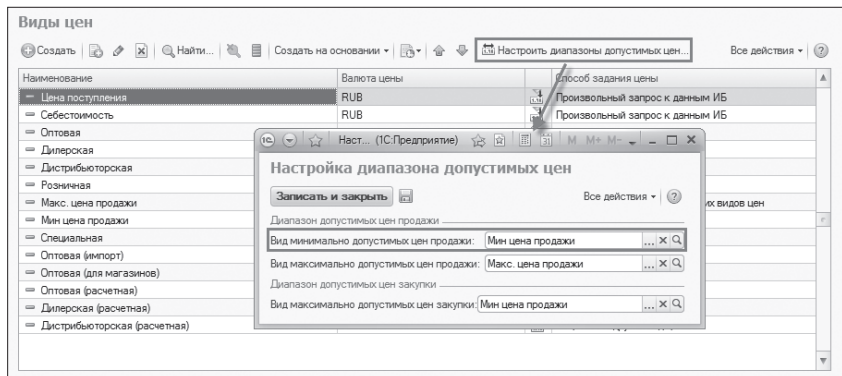 Виды цен
Создать Найти... Создать на основании Настроить диапазоны допустимых цен... Все действия ?
Наименование Валюта цены Способ задания цены
Цена поступления RUB Произвольный запрос к данным ИБ
Себестоимость RUB Произвольный запрос к данным ИБ
Оптовая
Дилерская
Дистрибьюторская
Розничная
Макс. цена продажи их видов цен
Мин цена продажи
Специальная
Оптовая (импорт)
Оптовая (для магазинов)
Оптовая (расчетная)
Дилерская (расчетная)
Дистрибьюторская (расчетная)
Наст... (1С:Предприятие) 31 M M+ M-
Настройка диапазона допустимых цен
Записать и закрыть Все действия ?
Диапазон допустимых цен продажи
Вид минимально допустимых цен продажи: Мин цена продажи ...
Вид максимально допустимых цен продажи: Макс. цена продажи ...
Диапазон допустимых цен закупки
Вид максимально допустимых цен закупки: Мин цена продажи ...